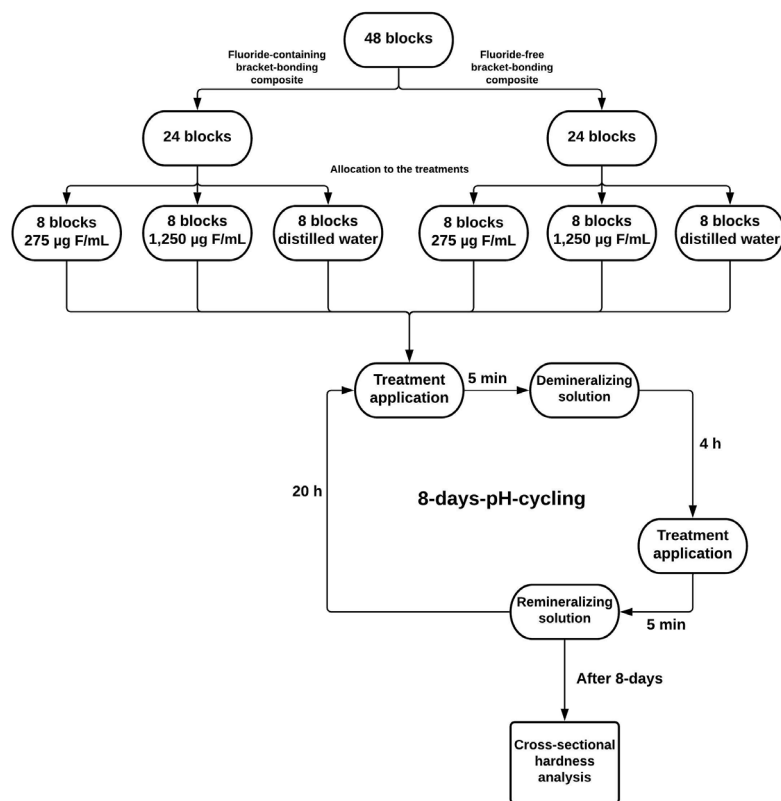 48 blocks
Fluoride-containing
bracket-bonding
composite
Fluoride-free
bracket-bonding
composite
24 blocks
24 blocks
Allocation to the treatments
8 blocks
275 µg F/mL
8 blocks
1,250 µg F/mL
8 blocks
distilled water
8 blocks
275 µg F/mL
8 blocks
1,250 µg F/mL
8 blocks
distilled water
Treatment
application
5 min
Demineralizing
solution
4 h
20 h
8-days-pH-cycling
Treatment
application
Remineralizing
solution
5 min
After 8-days
Cross-sectional
hardness
analysis